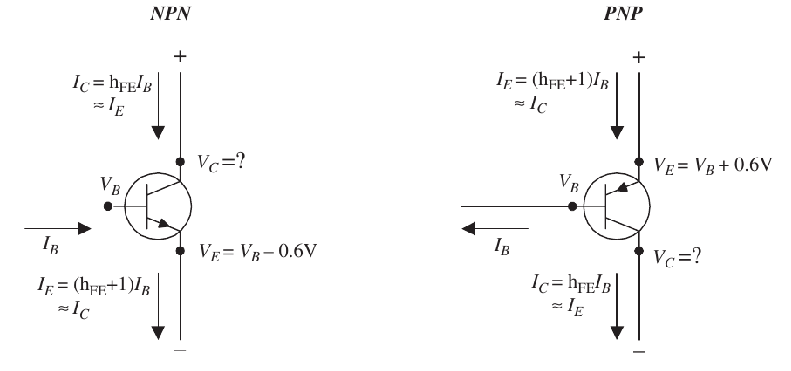 NPN
+
I_C = h_FE I_B
≈ I_E
V_C =?
V_B
I_B
V_E = V_B – 0.6V
I_E = (h_FE+1)I_B
≈ I_C
–
PNP
+
I_E = (h_FE+1)I_B
≈ I_C
V_E = V_B + 0.6V
V_B
I_B
V_C =?
I_C = h_FE I_B
≈ I_E
–